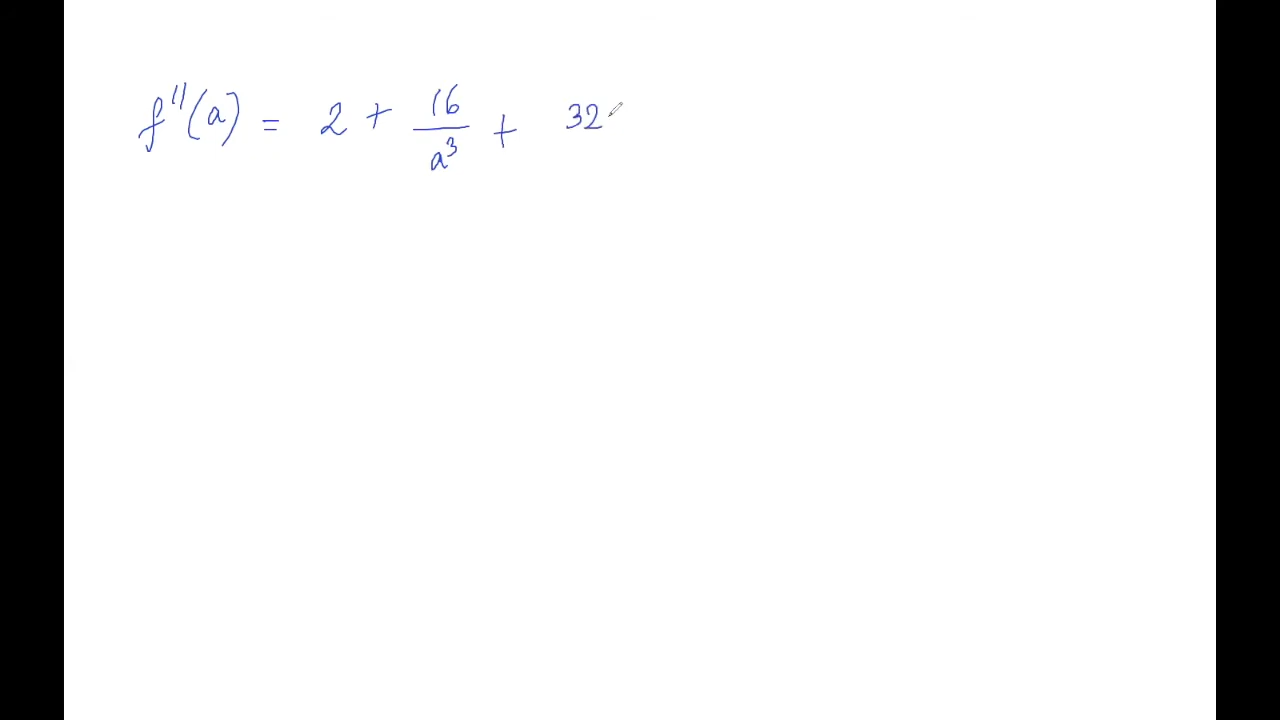 f''(a) = 2 + 16/a³ + 32